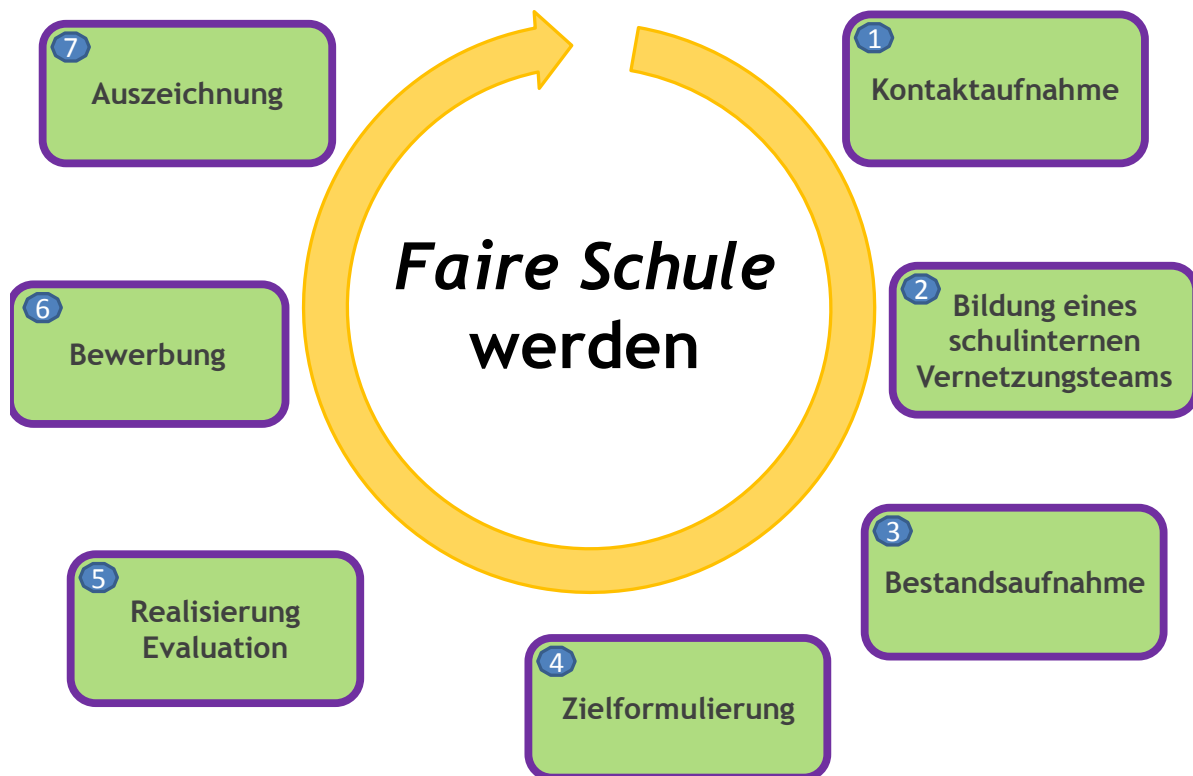 Faire Schule
werden
1
Kontaktaufnahme
2
Bildung eines
schulinternen
Vernetzungsteams
3
Bestandsaufnahme
4
Zielformulierung
5
Realisierung
Evaluation
6
Bewerbung
7
Auszeichnung